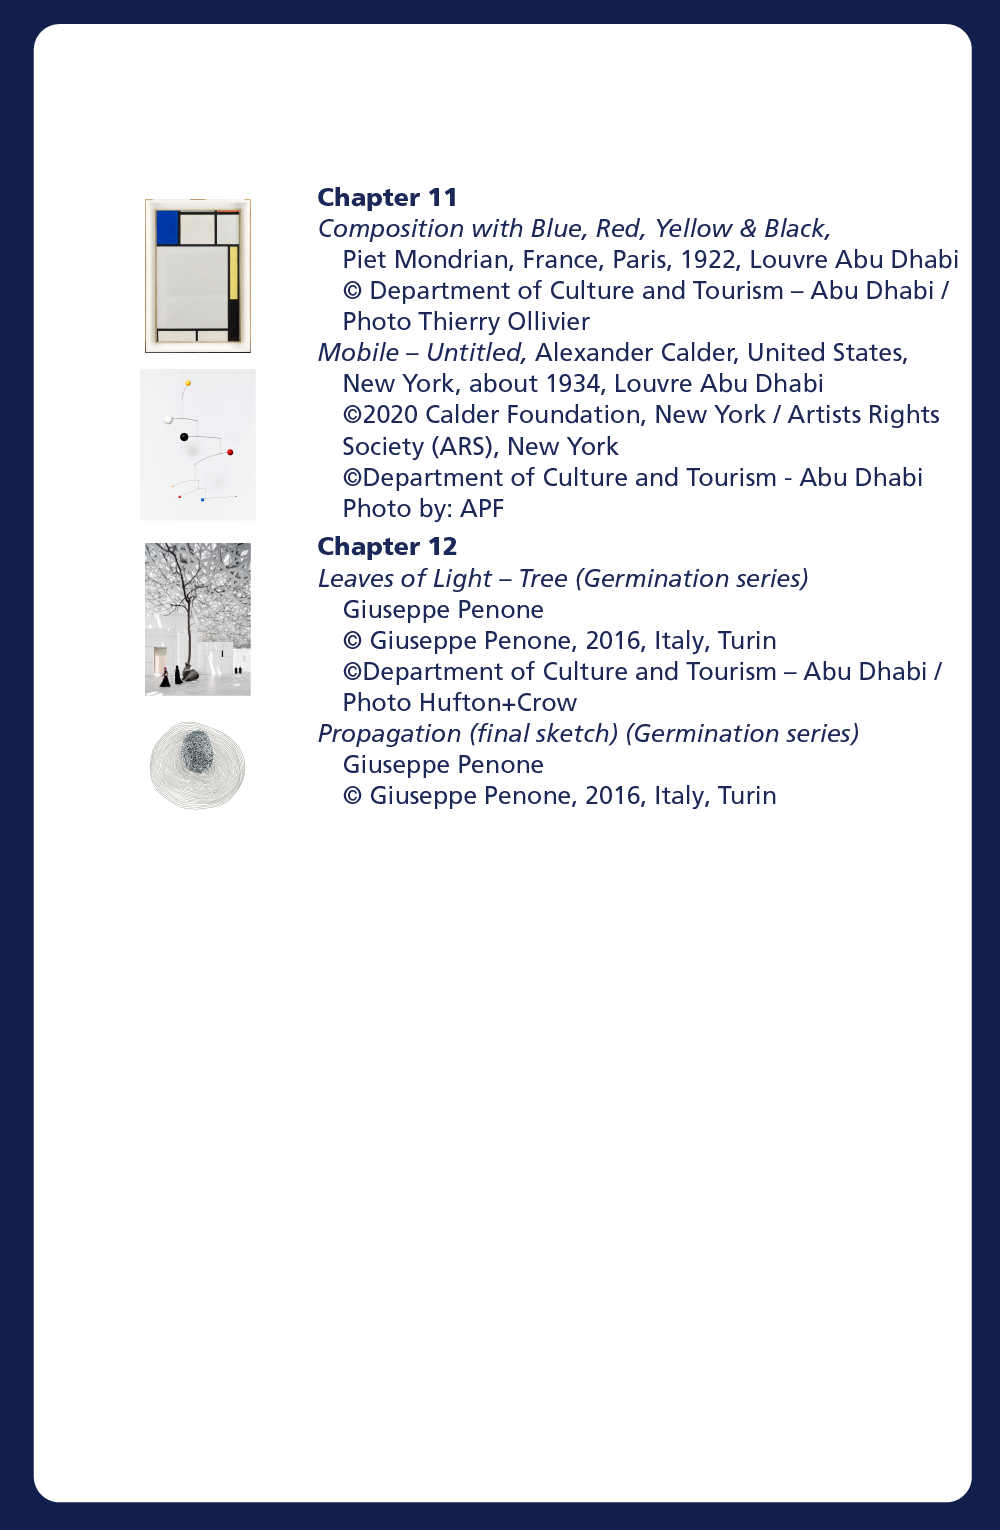 Chapter 11
Composition with Blue, Red, Yellow & Black,
Piet Mondrian, France, Paris, 1922, Louvre Abu Dhabi
© Department of Culture and Tourism – Abu Dhabi /
Photo Thierry Ollivier
Mobile – Untitled, Alexander Calder, United States,
New York, about 1934, Louvre Abu Dhabi
©2020 Calder Foundation, New York / Artists Rights
Society (ARS), New York
©Department of Culture and Tourism - Abu Dhabi
Photo by: APF
Chapter 12
Leaves of Light – Tree (Germination series)
Giuseppe Penone
© Giuseppe Penone, 2016, Italy, Turin
©Department of Culture and Tourism – Abu Dhabi /
Photo Hufton+Crow
Propagation (final sketch) (Germination series)
Giuseppe Penone
© Giuseppe Penone, 2016, Italy, Turin